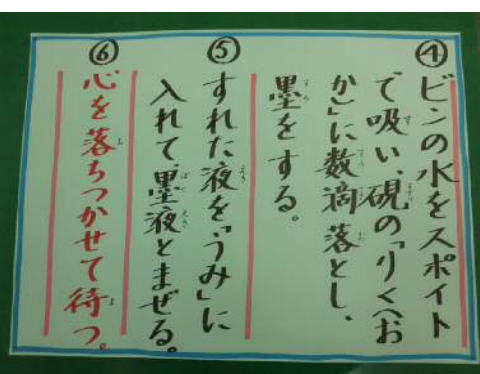 ④ビンの水をスポイト
で吸い、硯の「りく(お
か)」に数滴落とし、
墨をする。
⑤すれた液を「うみ」に
入れて、墨液とまぜる。
⑥心を落ちつかせて待つ。